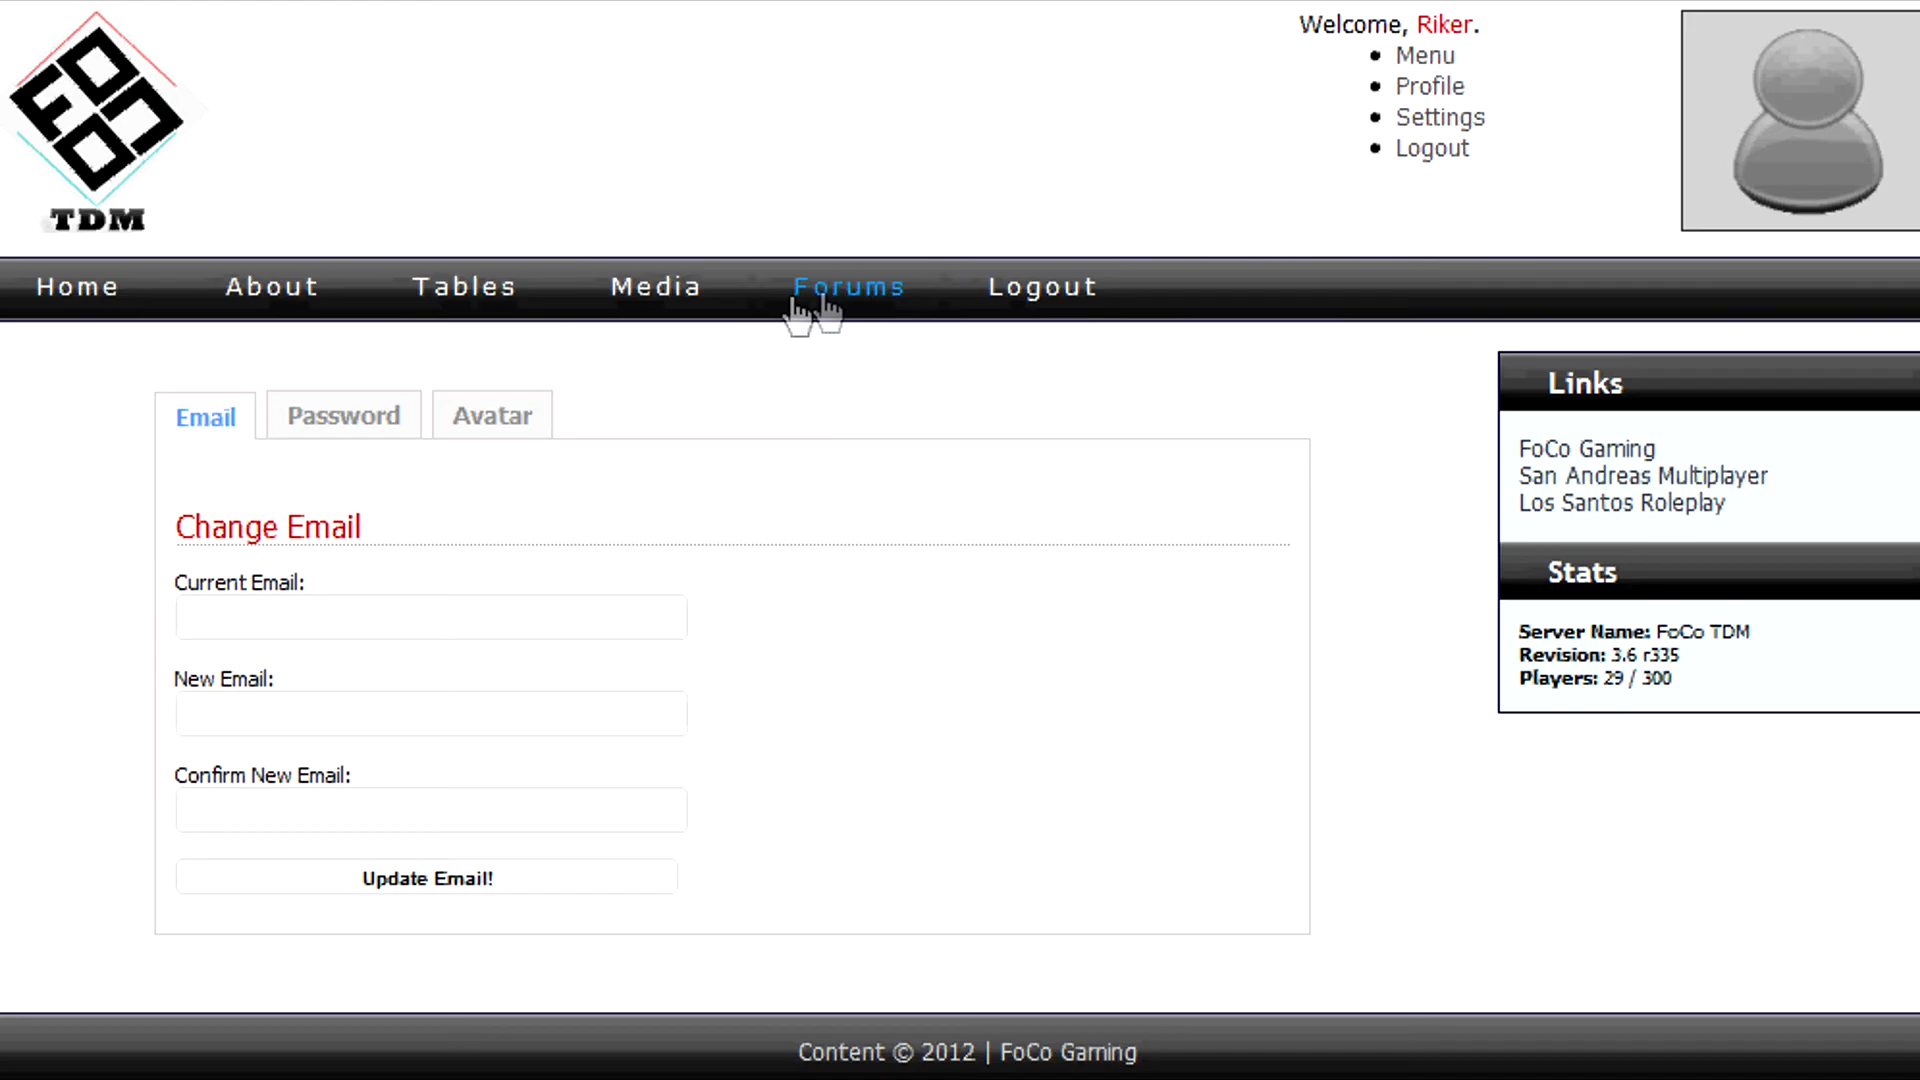 FOCO
TDM
Welcome, Riker.
Menu
Profile
Settings
Logout
Home About Tables Media Forums Logout
Email Password Avatar
Change Email
Current Email:
New Email:
Confirm New Email:
Update Email!
Links
FoCo Gaming
San Andreas Multiplayer
Los Santos Roleplay
Stats
Server Name: FoCo TDM
Revision: 3.6 r335
Players: 29 / 300
Content © 2012 | FoCo Gaming